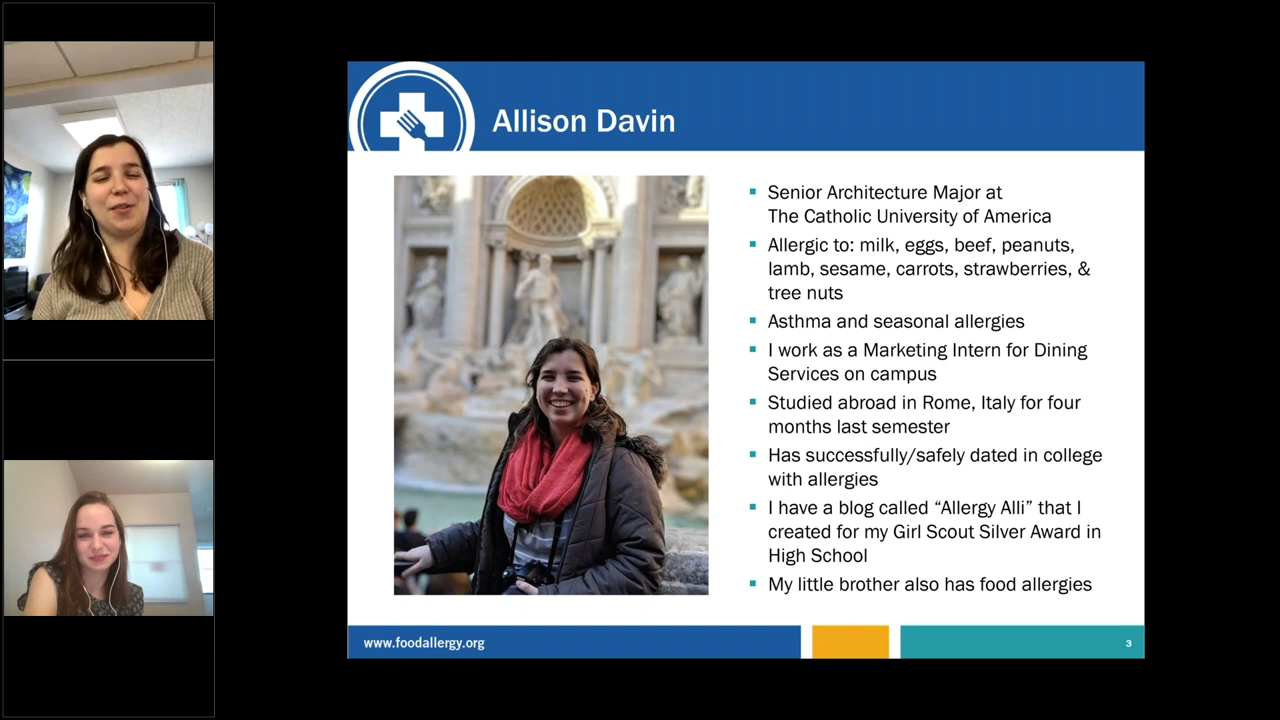 Allison Davin
Senior Architecture Major at
The Catholic University of America
Allergic to: milk, eggs, beef, peanuts,
lamb, sesame, carrots, strawberries, &
tree nuts
Asthma and seasonal allergies
I work as a Marketing Intern for Dining
Services on campus
Studied abroad in Rome, Italy for four
months last semester
Has successfully/safely dated in college
with allergies
I have a blog called “Allergy Alli” that I
created for my Girl Scout Silver Award in
High School
My little brother also has food allergies
www.foodallergy.org
3